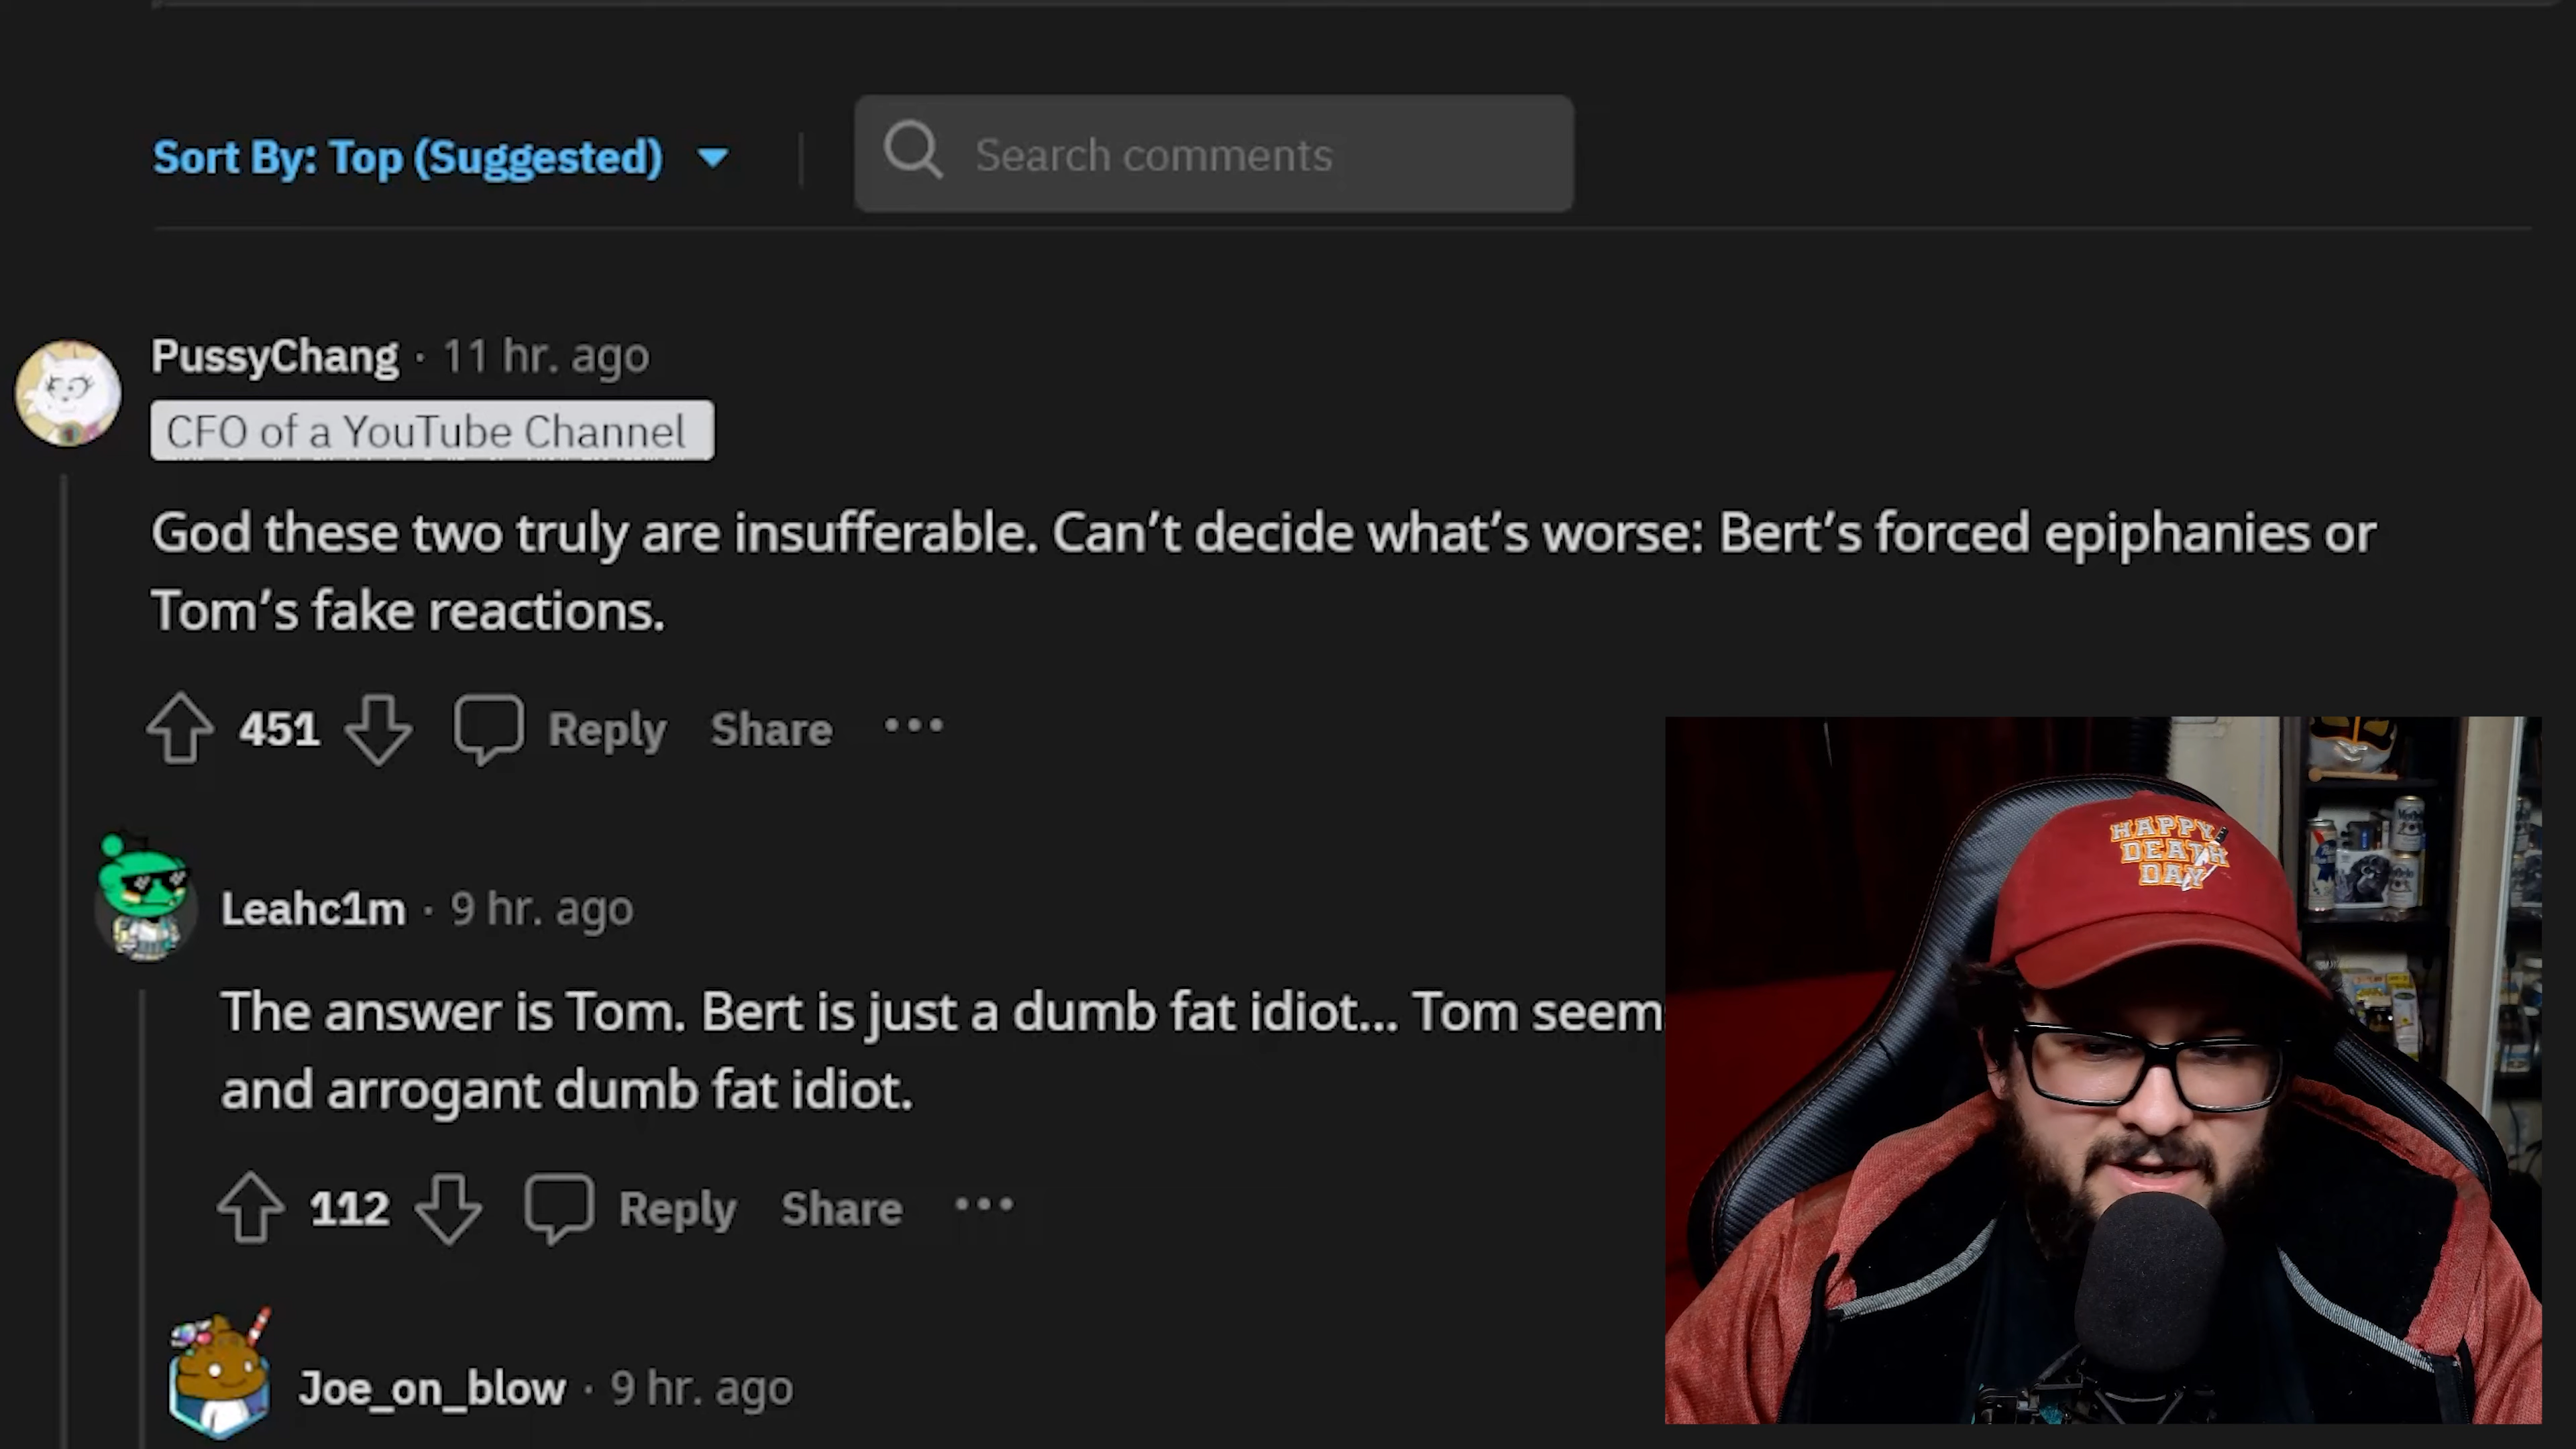 Sort By: Top (Suggested)
Search comments
PussyChang · 11 hr. ago
CFO of a YouTube Channel
God these two truly are insufferable. Can’t decide what’s worse: Bert’s forced epiphanies or
Tom’s fake reactions.
451 Reply Share •••
Leahc1m · 9 hr. ago
The answer is Tom. Bert is just a dumb fat idiot... Tom seem
and arrogant dumb fat idiot.
112 Reply Share •••
Joe_on_blow · 9 hr. ago
HAPPY
DEATH
DAY